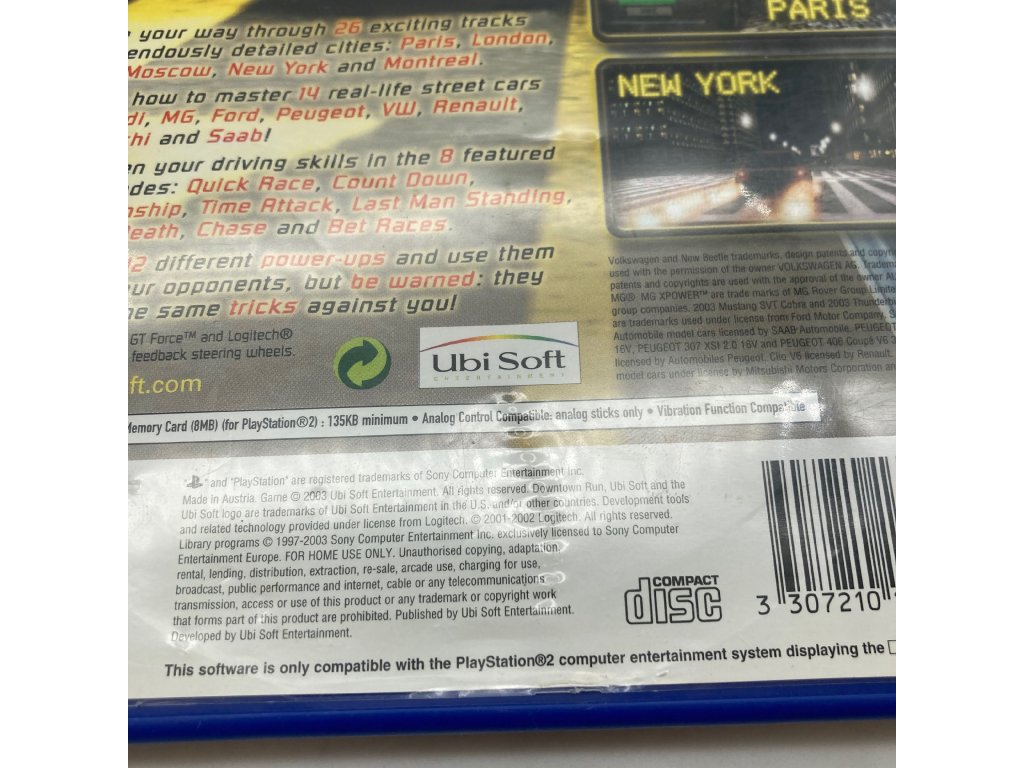 your way through 26 exciting tracks
endously detailed cities: Paris, London,
Moscow, New York and Montreal.
how to master 14 real-life street cars
di, MG, Ford, Peugeot, VW, Renault,
hi and Saab!
en your driving skills in the 8 featured
des: Quick Race, Count Down,
nship, Time Attack, Last Man Standing,
eath, Chase and Bet Races.
2 different power-ups and use them
ur opponents, but be warned: they
e same tricks against you!
GT Force™ and Logitech®
feedback steering wheels.
ft.com
Ubi Soft
ENTERTAINMENT
PARIS
NEW YORK
Volkswagen and New Beetle trademarks, design patents and copyri
used with the permission of the owner VOLKSWAGEN AG. Tradem
patents and copyrights are used with the approval of the owner AU
MG® MG XPOWER™ are trade marks of MG Rover Group Limite
group companies. 2003 Mustang SVT Cobra and 2003 Thunderbi
are trademarks used under license from Ford Motor Company. S
Automobile model cars licensed by SAAB Automobile. PEUGEOT
16V, PEUGEOT 307 XSI 2.0 16V and PEUGEOT 406 Coupé V6 3
licensed by Automobiles Peugeot. Clio V6 licensed by Renault.
model cars under license by Mitsubishi Motors Corporation an
Memory Card (8MB) (for PlayStation®2) : 135KB minimum • Analog Control Compatible: analog sticks only • Vibration Function Compatible
" and "PlayStation" are registered trademarks of Sony Computer Entertainment Inc.
Made in Austria. Game © 2003 Ubi Soft Entertainment. All rights reserved. Downtown Run, Ubi Soft and the
Ubi Soft logo are trademarks of Ubi Soft Entertainment in the U.S. and/or other countries. Development tools
and related technology provided under license from Logitech. © 2001-2002 Logitech. All rights reserved.
Library programs © 1997-2003 Sony Computer Entertainment Inc. exclusively licensed to Sony Computer
Entertainment Europe. FOR HOME USE ONLY. Unauthorised copying, adaptation,
rental, lending, distribution, extraction, re-sale, arcade use, charging for use,
broadcast, public performance and internet, cable or any telecommunications
transmission, access or use of this product or any trademark or copyright work
that forms part of this product are prohibited. Published by Ubi Soft Entertainment.
Developed by Ubi Soft Entertainment.
COMPACT
disc
3 307210
This software is only compatible with the PlayStation®2 computer entertainment system displaying the